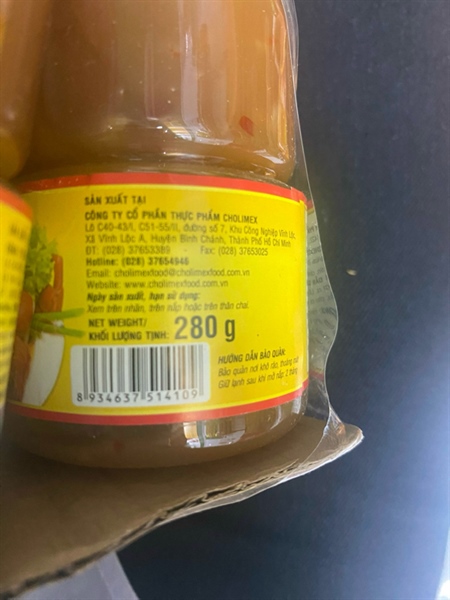 SẢN XUẤT TẠI
CÔNG TY CỔ PHẦN THỰC PHẨM CHOLIMEX
Lô C40-43/I, C51-55/II, đường số 7, Khu Công Nghiệp Vĩnh Lộc,
Xã Vĩnh Lộc A, Huyện Bình Chánh, Thành Phố Hồ Chí Minh
ĐT: (028) 37653389 - Fax: (028) 37653025
Hotline: (028) 37654946
Email: cholimexfood@cholimexfood.com.vn
Website: www.cholimexfood.com.vn
Ngày sản xuất, hạn sử dụng:
Xem trên nhãn, trên nắp hoặc trên thân chai.
NET WEIGHT/
KHỐI LƯỢNG TỊNH: 280 g
HƯỚNG DẪN BẢO QUẢN:
Bảo quản nơi khô ráo, thoáng mát
Giữ lạnh sau khi mở nắp 2 tháng
8 934637 514109